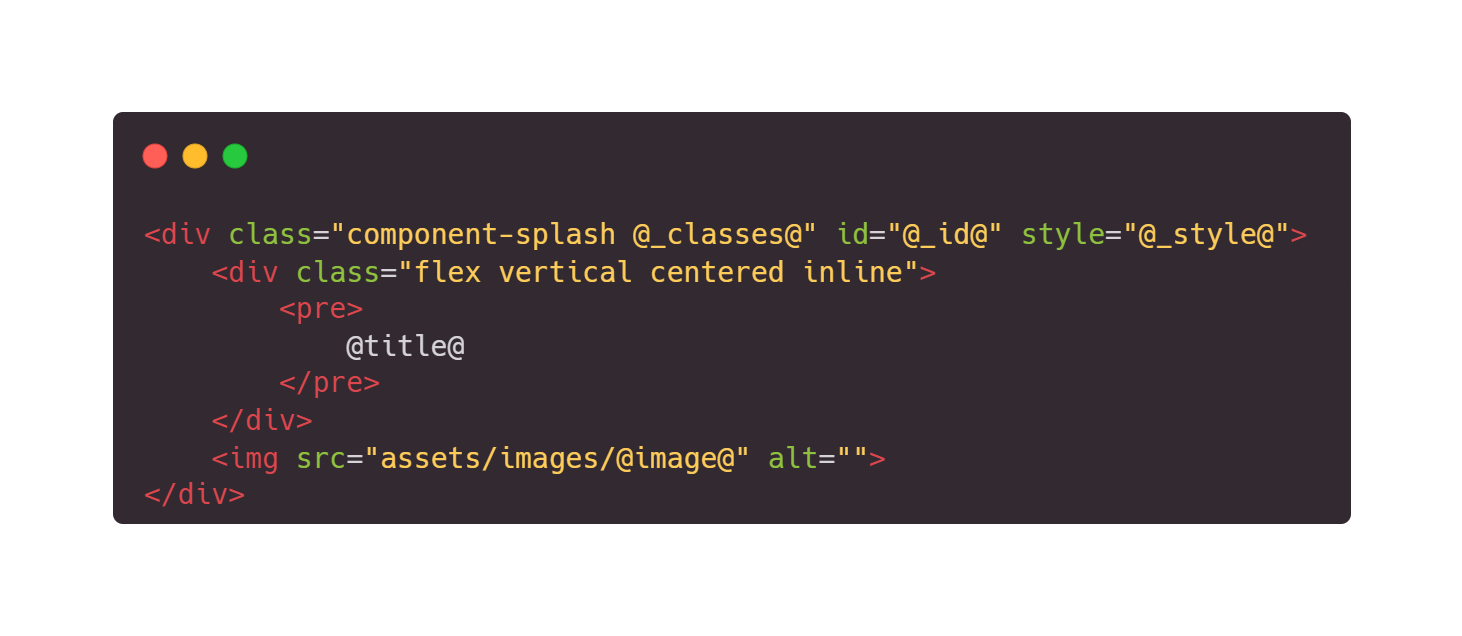 <div class="component-splash @_classes@" id="@_id@" style="@_style@">
    <div class="flex vertical centered inline">
        <pre>
            @title@
        </pre>
    </div>
    <img src="assets/images/@image@" alt="">
</div>